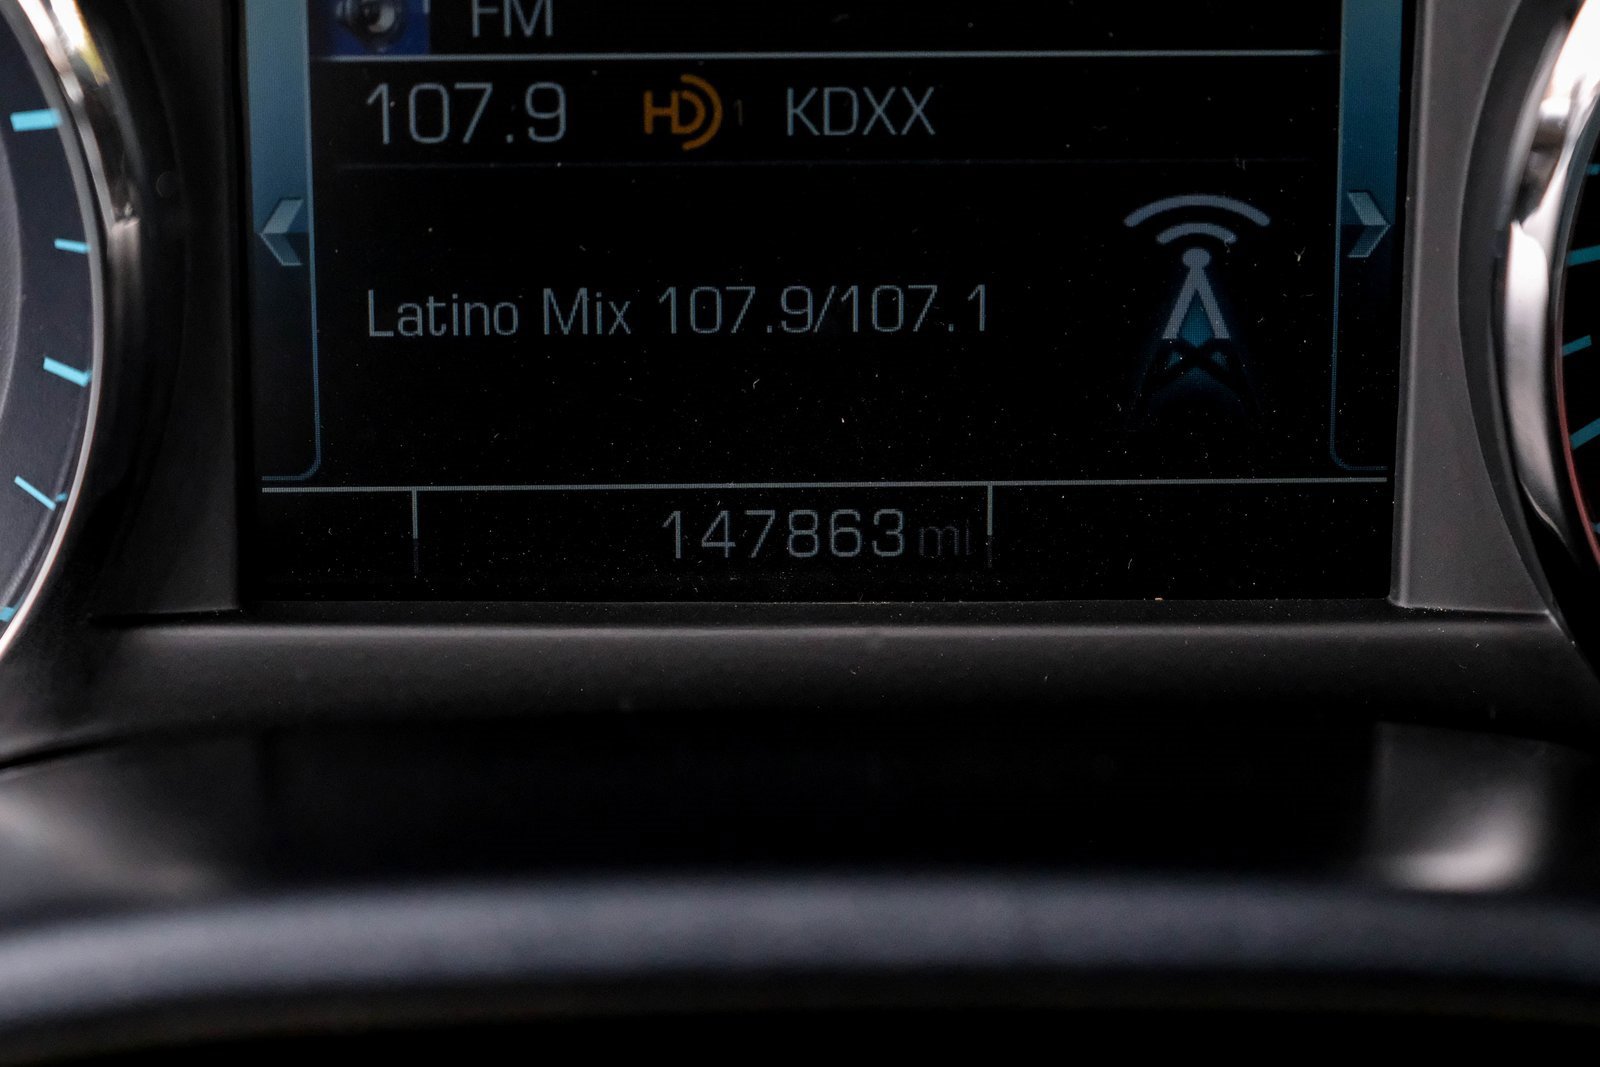 FM
107.9 HD 1 KDXX
Latino Mix 107.9/107.1
147863 mi